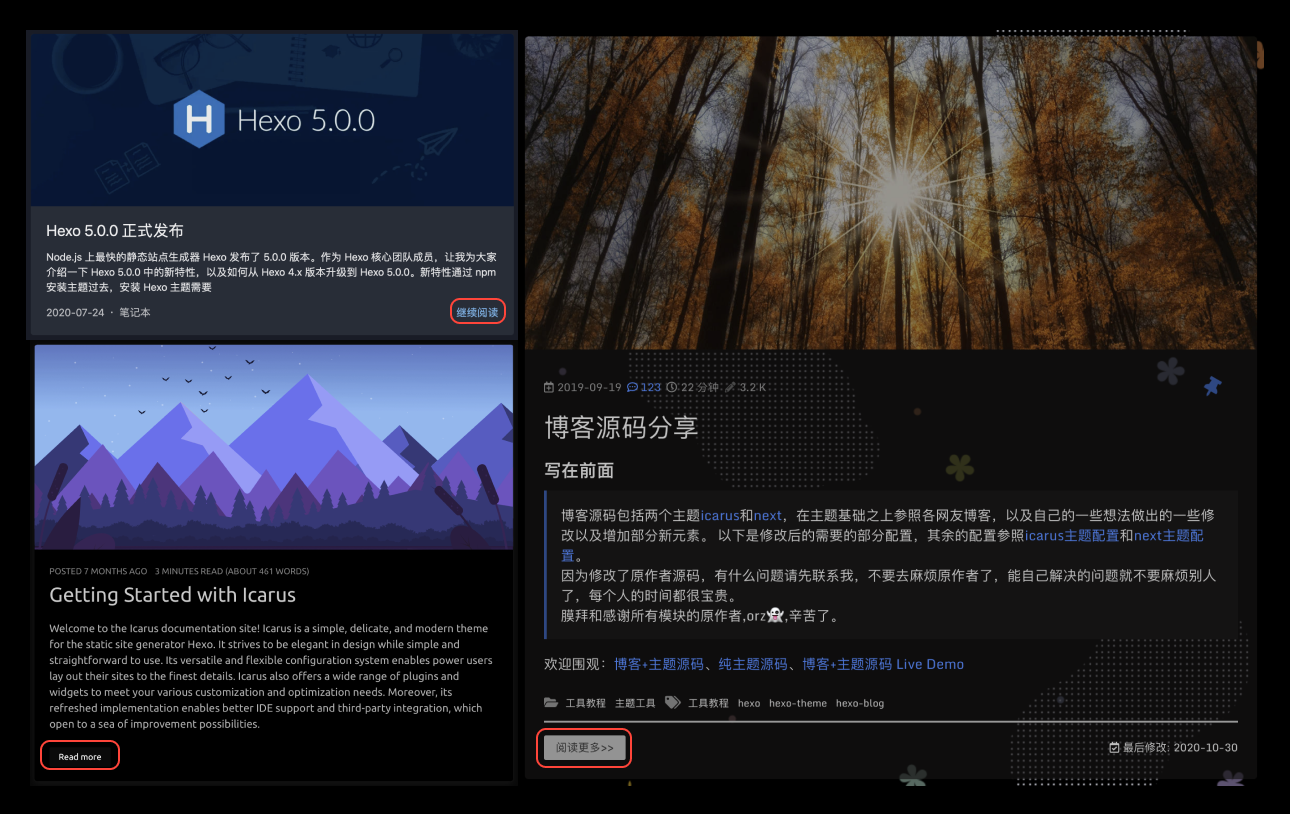 Hexo 5.0.0
Hexo 5.0.0 正式发布
Node.js 上最快的静态站点生成器 Hexo 发布了 5.0.0 版本。作为 Hexo 核心团队成员，让我为大家
介绍一下 Hexo 5.0.0 中的新特性，以及如何从 Hexo 4.x 版本升级到 Hexo 5.0.0。新特性通过 npm
安装主题过去，安装 Hexo 主题需要
2020-07-24 · 笔记本
继续阅读
POSTED 7 MONTHS AGO 3 MINUTES READ (ABOUT 461 WORDS)
Getting Started with Icarus
Welcome to the Icarus documentation site! Icarus is a simple, delicate, and modern theme
for the static site generator Hexo. It strives to be elegant in design while simple and
straightforward to use. Its versatile and flexible configuration system enables power users
lay out their sites to the finest details. Icarus also offers a wide range of plugins and
widgets to meet your various customization and optimization needs. Moreover, its
refreshed implementation enables better IDE support and third-party integration, which
open to a sea of improvement possibilities.
Read more
2019-09-19 123 22 分钟 3.2 K
博客源码分享
写在前面
博客源码包括两个主题icarus和next，在主题基础之上参照各网友博客，以及自己的一些想法做出的一些修
改以及增加部分新元素。 以下是修改后的需要的部分配置，其余的配置参照icarus主题配置和next主题配
置。
因为修改了原作者源码，有什么问题请先联系我，不要去麻烦原作者了，能自己解决的问题就不要麻烦别人
了，每个人的时间都很宝贵。
膜拜和感谢所有模块的原作者,orz👻,辛苦了。
欢迎围观：博客+主题源码、纯主题源码、博客+主题源码 Live Demo
工具教程 主题工具 工具教程 hexo hexo-theme hexo-blog
阅读更多>>
最后修改: 2020-10-30